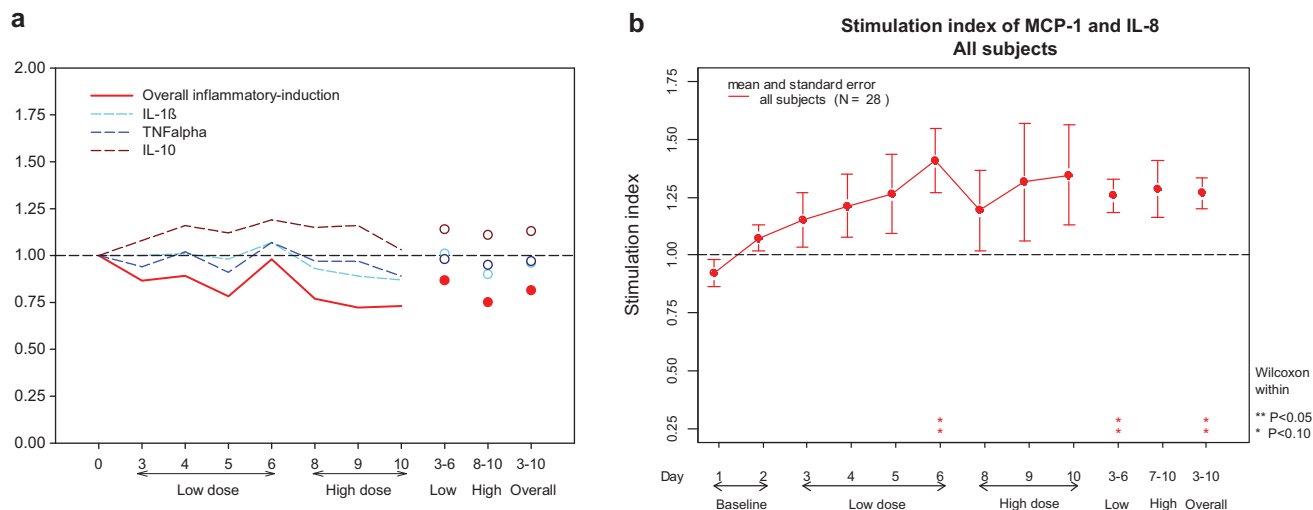 a
2.00
1.75
1.50
1.25
1.00
0.75
0.50
0.25
0.00
Overall inflammatory-induction
IL-1ß
TNFalpha
IL-10
0 3 4 5 6 8 9 10 3-6 8-10 3-10
Low dose High dose Low High Overall
b
Stimulation index of MCP-1 and IL-8
All subjects
Stimulation index
1.75
1.50
1.25
1.00
0.75
0.50
0.25
mean and standard error
all subjects (N = 28 )
* * *
* * *
Wilcoxon
within
** P<0.05
* P<0.10
Day 1 2 3 4 5 6 8 9 10 3-6 7-10 3-10
Baseline Low dose High dose Low High Overall